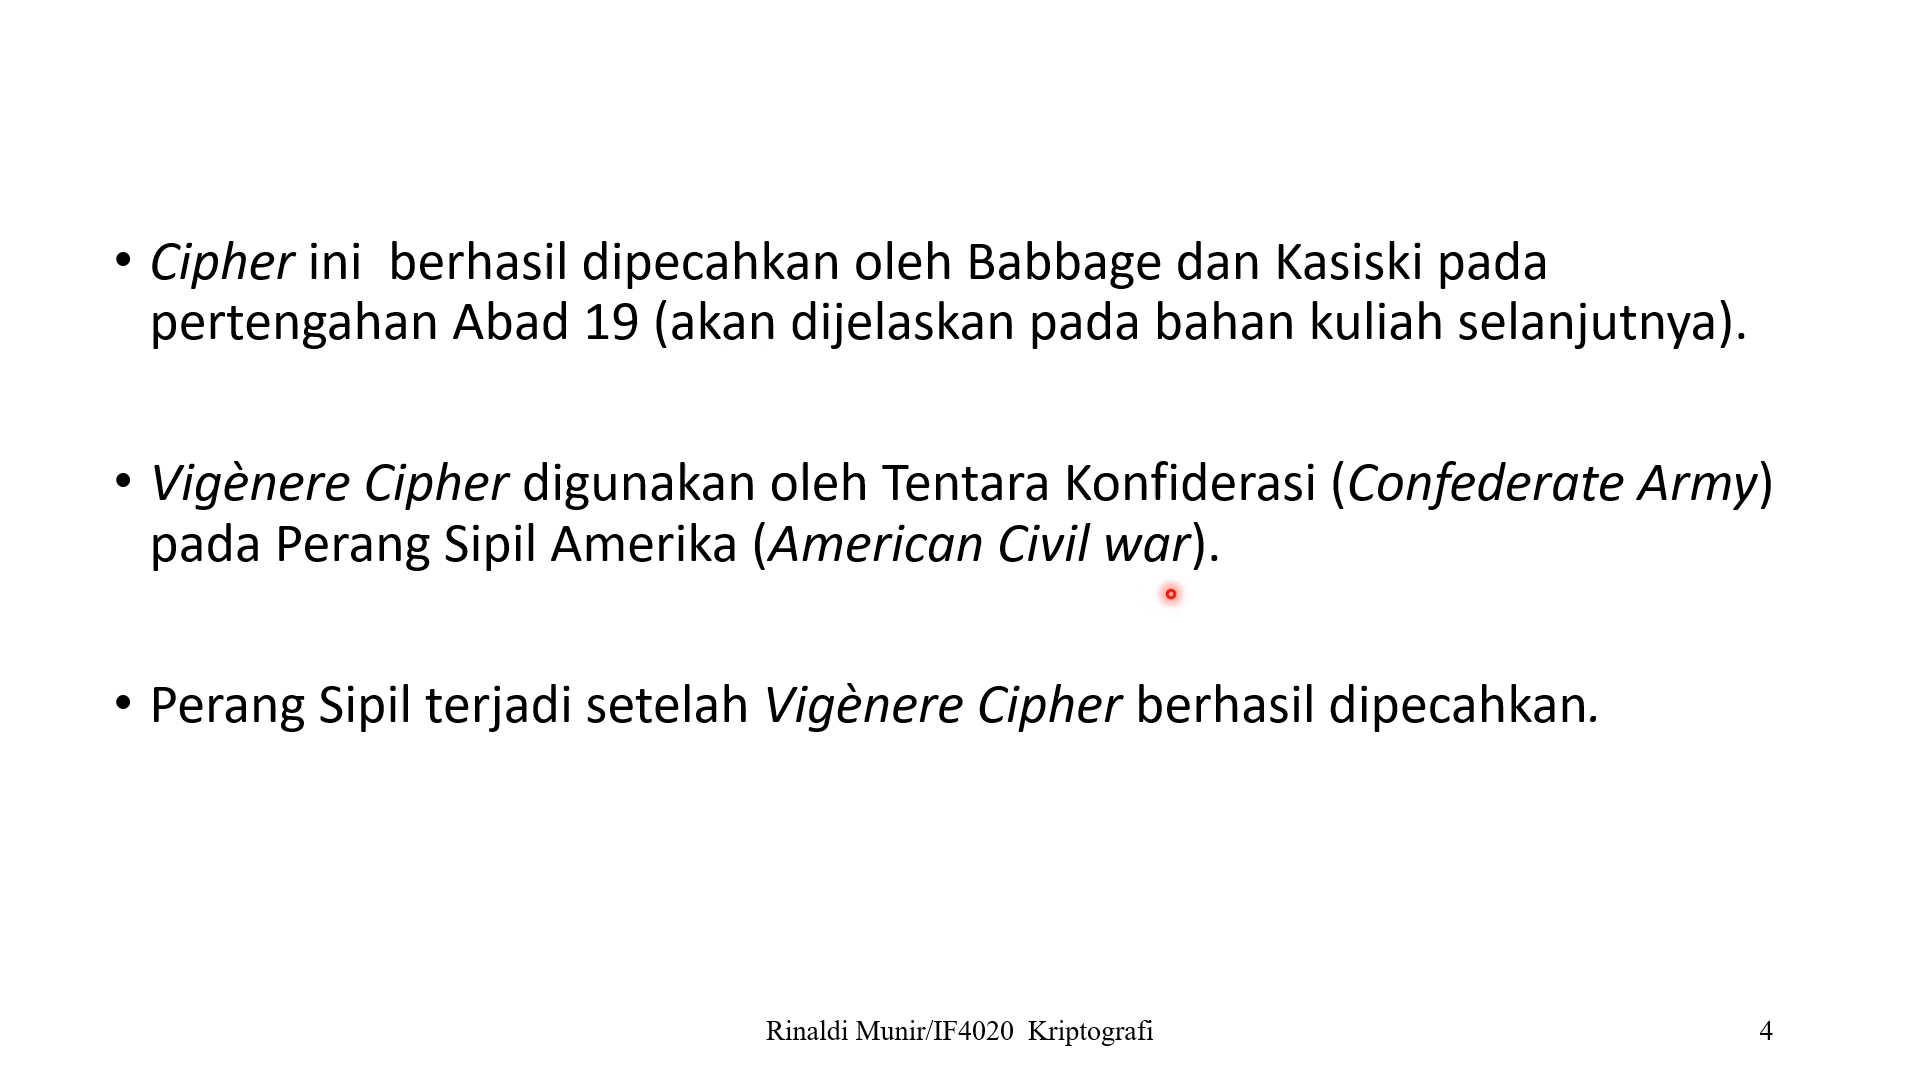 • Cipher ini  berhasil dipecahkan oleh Babbage dan Kasiski pada
pertengahan Abad 19 (akan dijelaskan pada bahan kuliah selanjutnya).
• Vigènere Cipher digunakan oleh Tentara Konfiderasi (Confederate Army)
pada Perang Sipil Amerika (American Civil war).
• Perang Sipil terjadi setelah Vigènere Cipher berhasil dipecahkan.
Rinaldi Munir/IF4020  Kriptografi
4